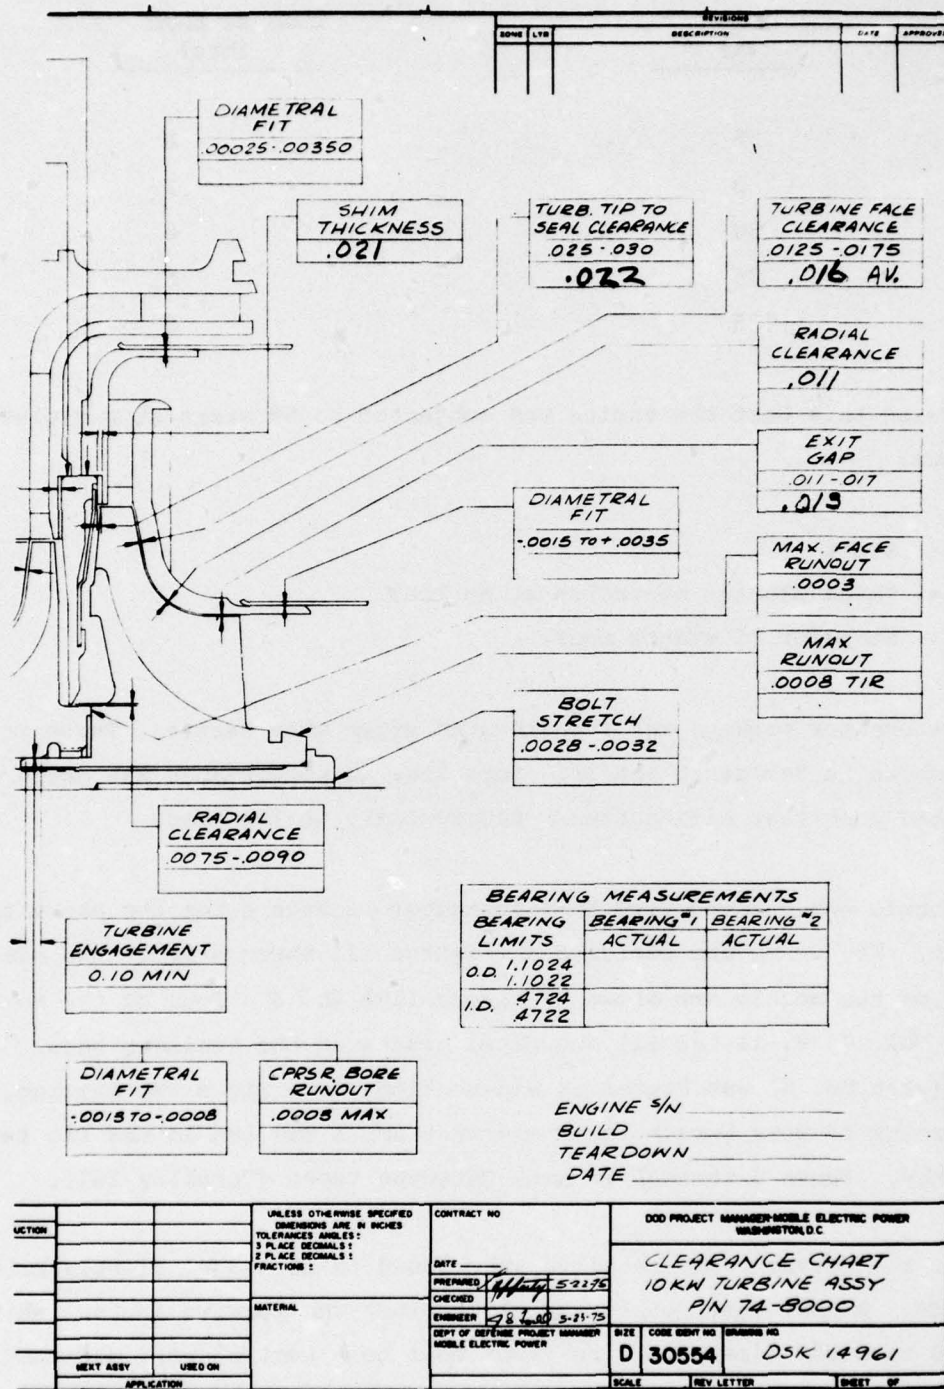 REVISIONS
ZONE LTR DESCRIPTION DATE APPROVED
DIAMETRAL
FIT
.00025-.00350
SHIM
THICKNESS
.021
TURB. TIP TO
SEAL CLEARANCE
.025-.030
.022
TURBINE FACE
CLEARANCE
.0125-.0175
.016 AV.
RADIAL
CLEARANCE
.011
EXIT
GAP
.011-.017
.013
DIAMETRAL
FIT
-.0015 TO +.0035
MAX. FACE
RUNOUT
.0003
MAX
RUNOUT
.0008 TIR
BOLT
STRETCH
.0028-.0032
RADIAL
CLEARANCE
.0075-.0090
TURBINE
ENGAGEMENT
0.10 MIN
BEARING MEASUREMENTS
BEARING LIMITS BEARING #1 ACTUAL BEARING #2 ACTUAL
O.D. 1.1024
1.1022
I.D. .4724
.4722
DIAMETRAL
FIT
CPRSR. BORE
RUNOUT
MAX
ENGINE S/N
BUILD
TEARDOWN
DATE
UCTION
UNLESS OTHERWISE SPECIFIED
DIMENSIONS ARE IN INCHES
TOLERANCES ANGLES ±
3 PLACE DECIMALS ±
2 PLACE DECIMALS ±
FRACTIONS ±
MATERIAL
NEXT ASSY USED ON
APPLICATION
CONTRACT NO
DATE
PREPARED 5-22-75
CHECKED
ENGINEER 5-23-75
DEPT OF DEFENSE PROJECT MANAGER
MOBILE ELECTRIC POWER
DOD PROJECT MANAGER-MOBILE ELECTRIC POWER
WASHINGTON, D.C.
CLEARANCE CHART
10 KW TURBINE ASSY
P/N 74-8000
SIZE CODE IDENT NO. DRAWING NO.
D 30554 DSK 14961
SCALE REV LETTER SHEET OF